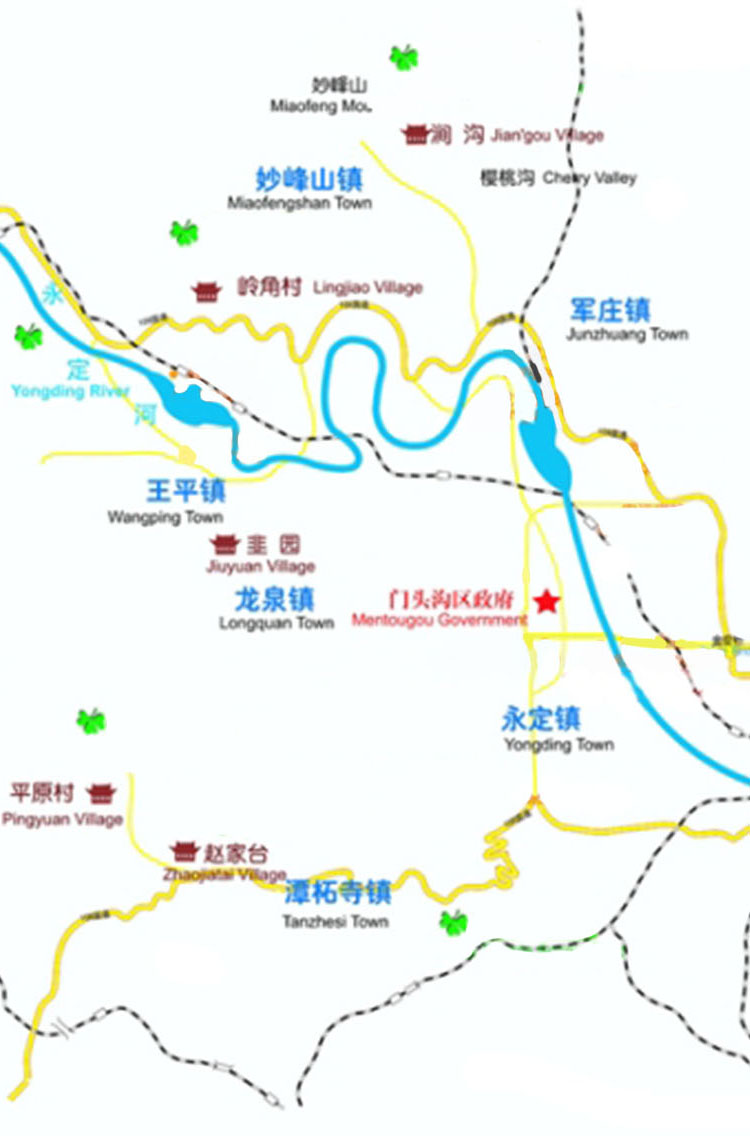 妙峰山
Miaofeng Mou
涧 沟 Jian'gou Village
樱桃沟 Cherry Valley
妙峰山镇
Miaofengshan Town
岭角村 Lingjiao Village
军庄镇
Junzhuang Town
永
定
Yongding River
河
王平镇
Wangping Town
韭 园
Jiuyuan Village
龙泉镇
Longquan Town
门头沟区政府
Mentougou Government
永定镇
Yongding Town
平原村
Pingyuan Village
赵家台
Zhaojiatai Village
潭柘寺镇
Tanzhesi Town